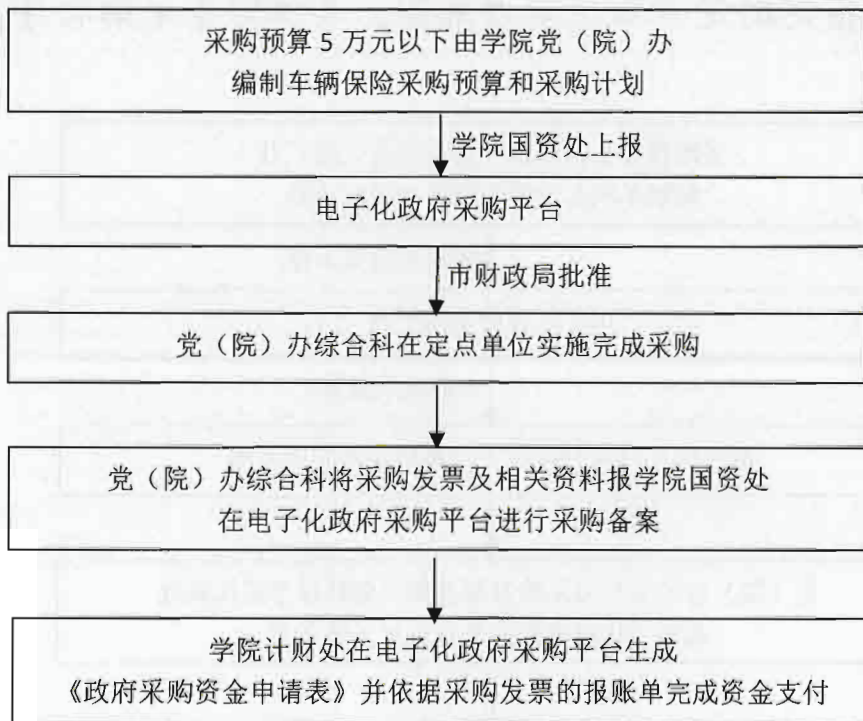 采购预算 5 万元以下由学院党（院）办
编制车辆保险采购预算和采购计划
学院国资处上报
电子化政府采购平台
市财政局批准
党（院）办综合科在定点单位实施完成采购
党（院）办综合科将采购发票及相关资料报学院国资处
在电子化政府采购平台进行采购备案
学院计财处在电子化政府采购平台生成
《政府采购资金申请表》并依据采购发票的报账单完成资金支付